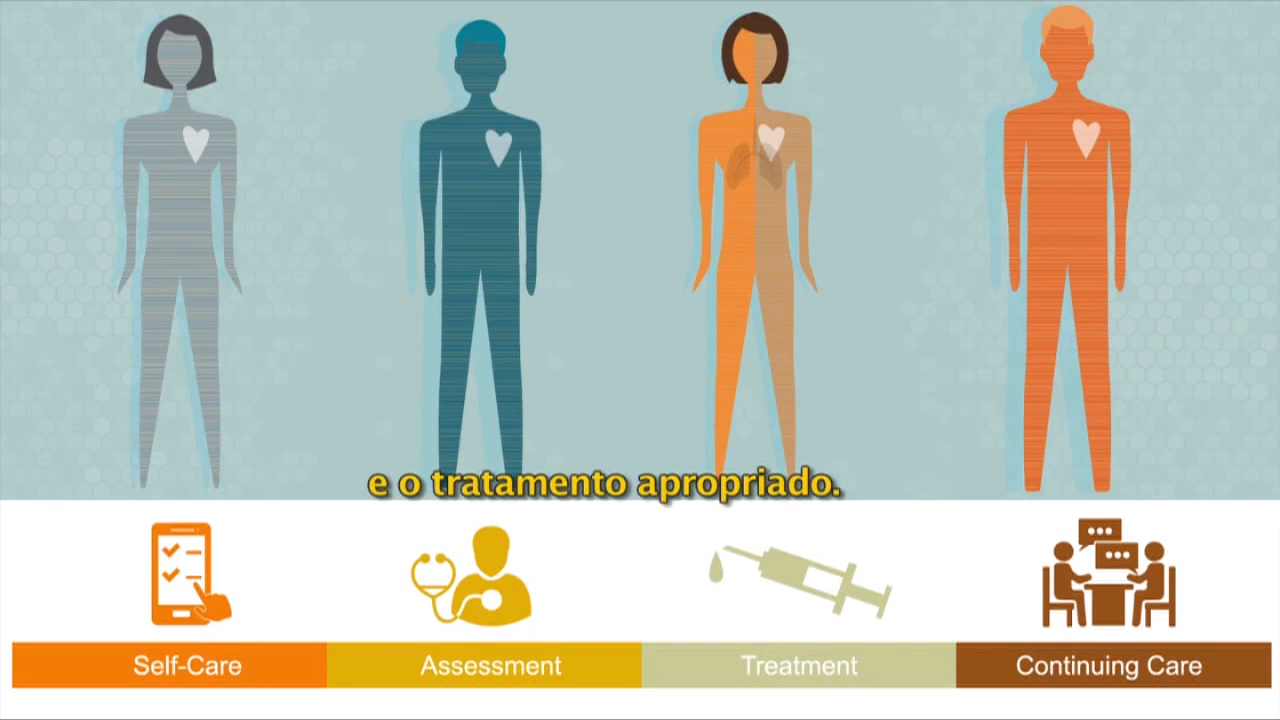 e o tratamento apropriado.
Self-Care
Assessment
Treatment
Continuing Care